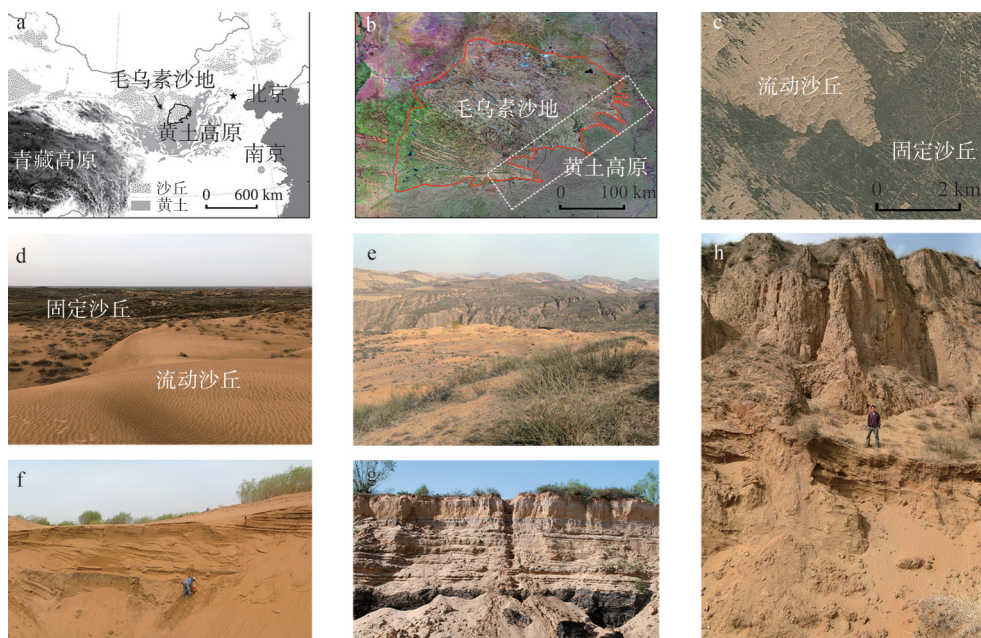 a
毛乌素沙地
北京
黄土高原
南京
青藏高原
沙丘
黄土
0 600 km
b
毛乌素沙地
黄土高原
0 100 km
c
流动沙丘
固定沙丘
0 2 km
d
固定沙丘
流动沙丘
e
h
f
g